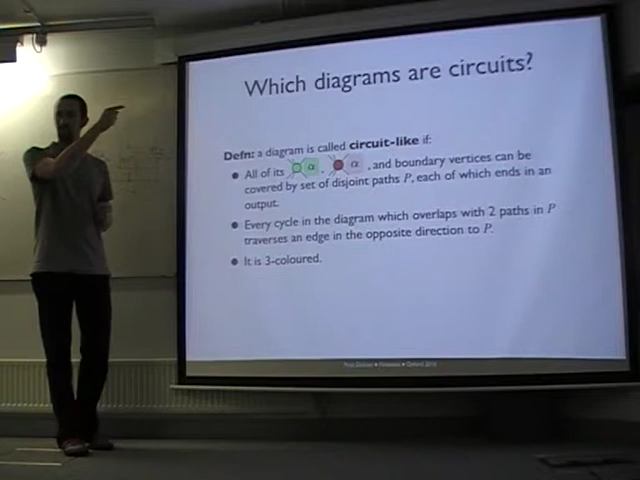 Which diagrams are circuits?
Defn: a diagram is called circuit-like if:
• All of its α , α , and boundary vertices can be
covered by set of disjoint paths P, each of which ends in an
output.
• Every cycle in the diagram which overlaps with 2 paths in P
traverses an edge in the opposite direction to P.
• It is 3-coloured.